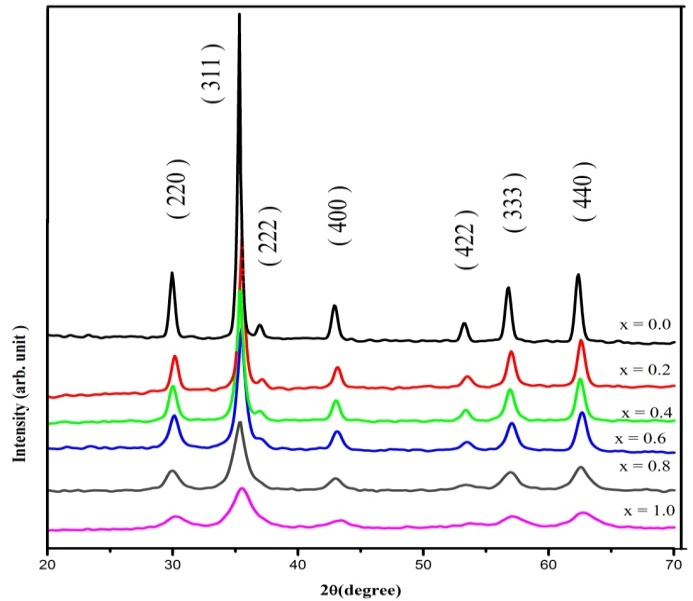 ( 311 )
( 220 )
( 222 )
( 400 )
( 422 )
( 333 )
( 440 )
x = 0.0
x = 0.2
x = 0.4
x = 0.6
x = 0.8
x = 1.0
Intensity (arb. unit )
20 30 40 50 60 70
2θ(degree)